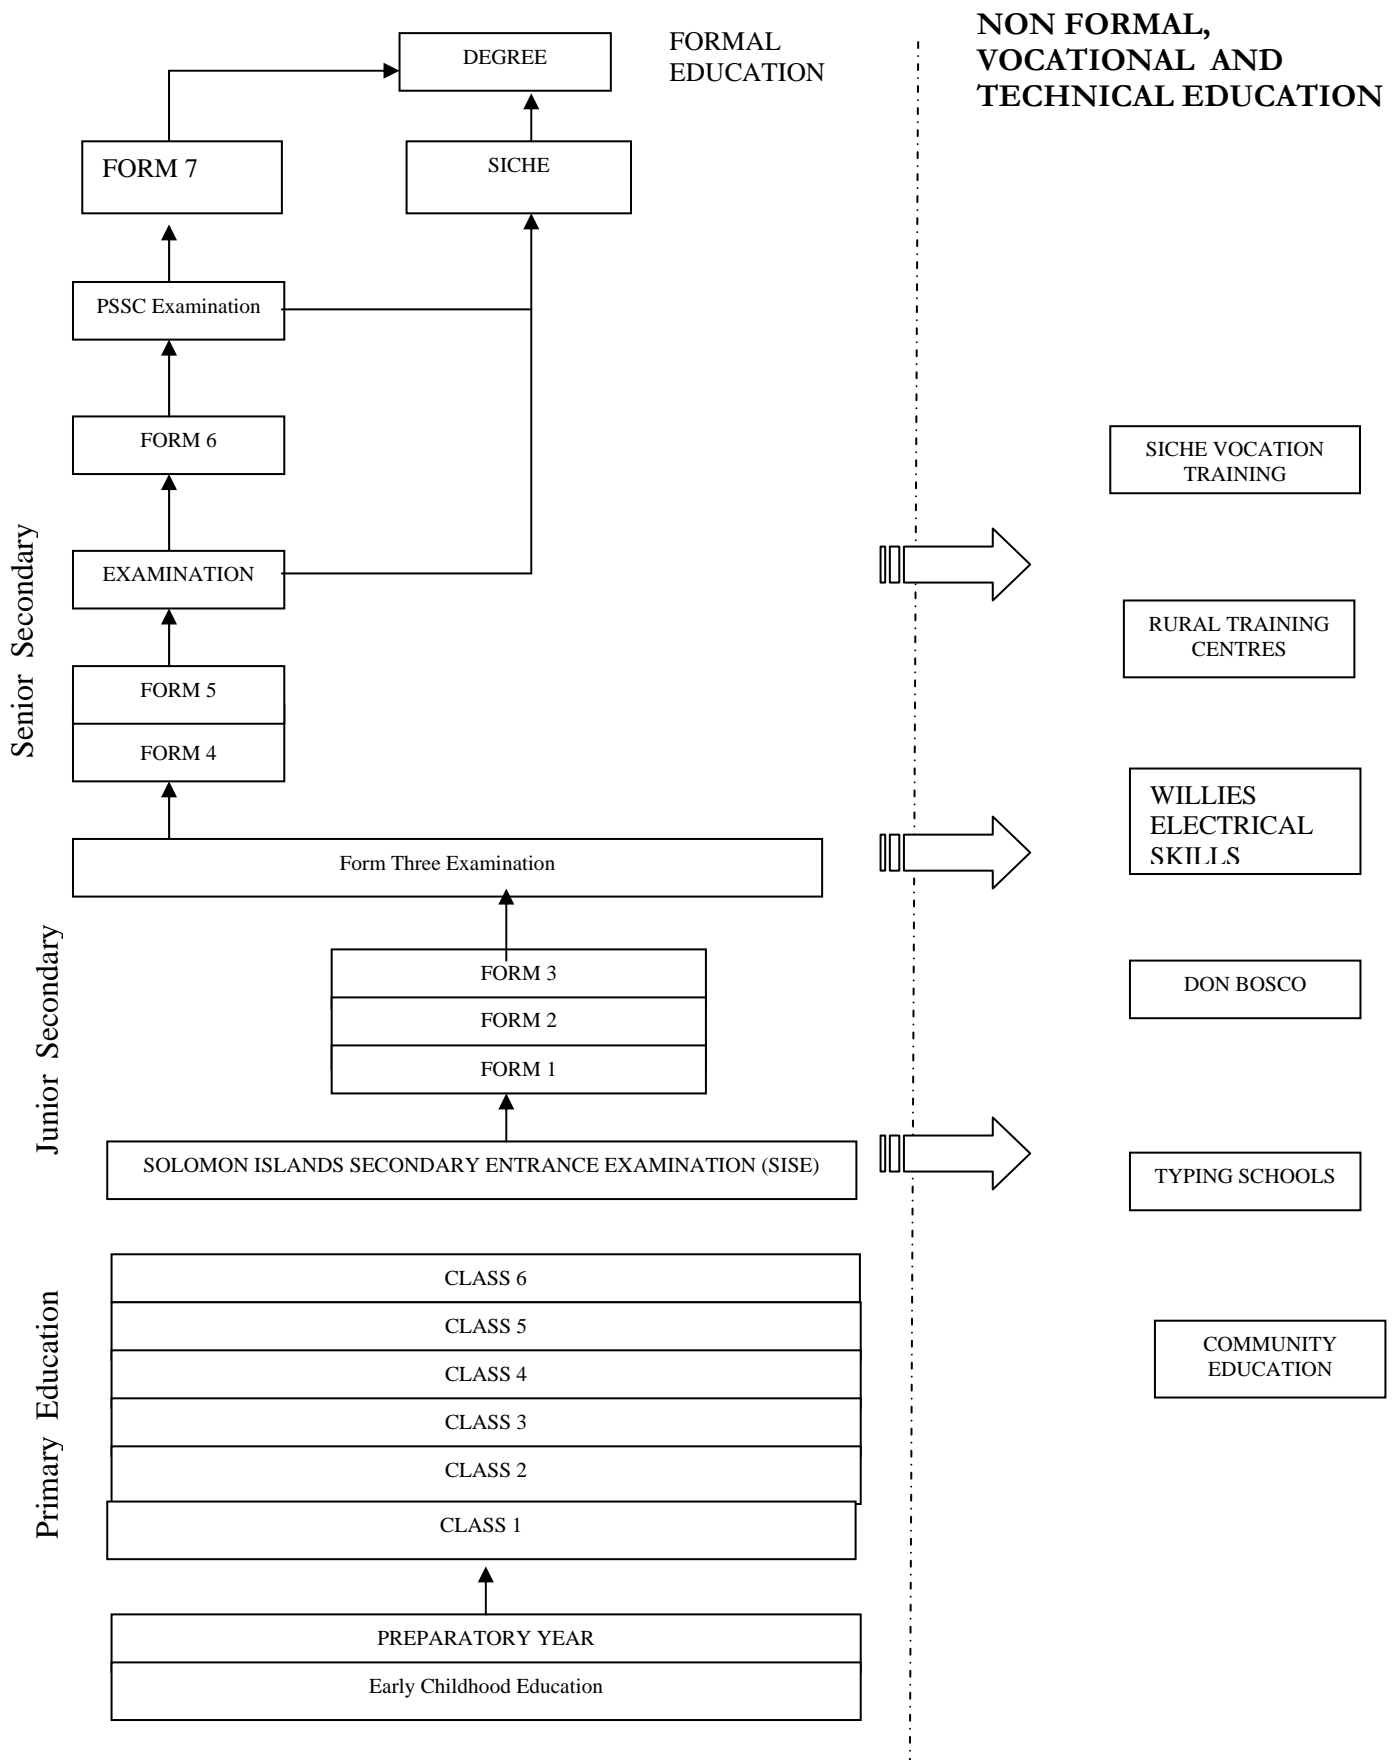 DEGREE
FORMAL
EDUCATION
NON FORMAL,
VOCATIONAL AND
TECHNICAL EDUCATION
FORM 7
SICHE
PSSC Examination
FORM 6
EXAMINATION
FORM 5
FORM 4
Senior Secondary
Form Three Examination
FORM 3
FORM 2
FORM 1
Junior Secondary
SOLOMON ISLANDS SECONDARY ENTRANCE EXAMINATION (SISE)
CLASS 6
CLASS 5
CLASS 4
CLASS 3
CLASS 2
CLASS 1
Primary Education
PREPARATORY YEAR
Early Childhood Education
SICHE VOCATION
TRAINING
RURAL TRAINING
CENTRES
WILLIES
ELECTRICAL
SKILLS
DON BOSCO
TYPING SCHOOLS
COMMUNITY
EDUCATION